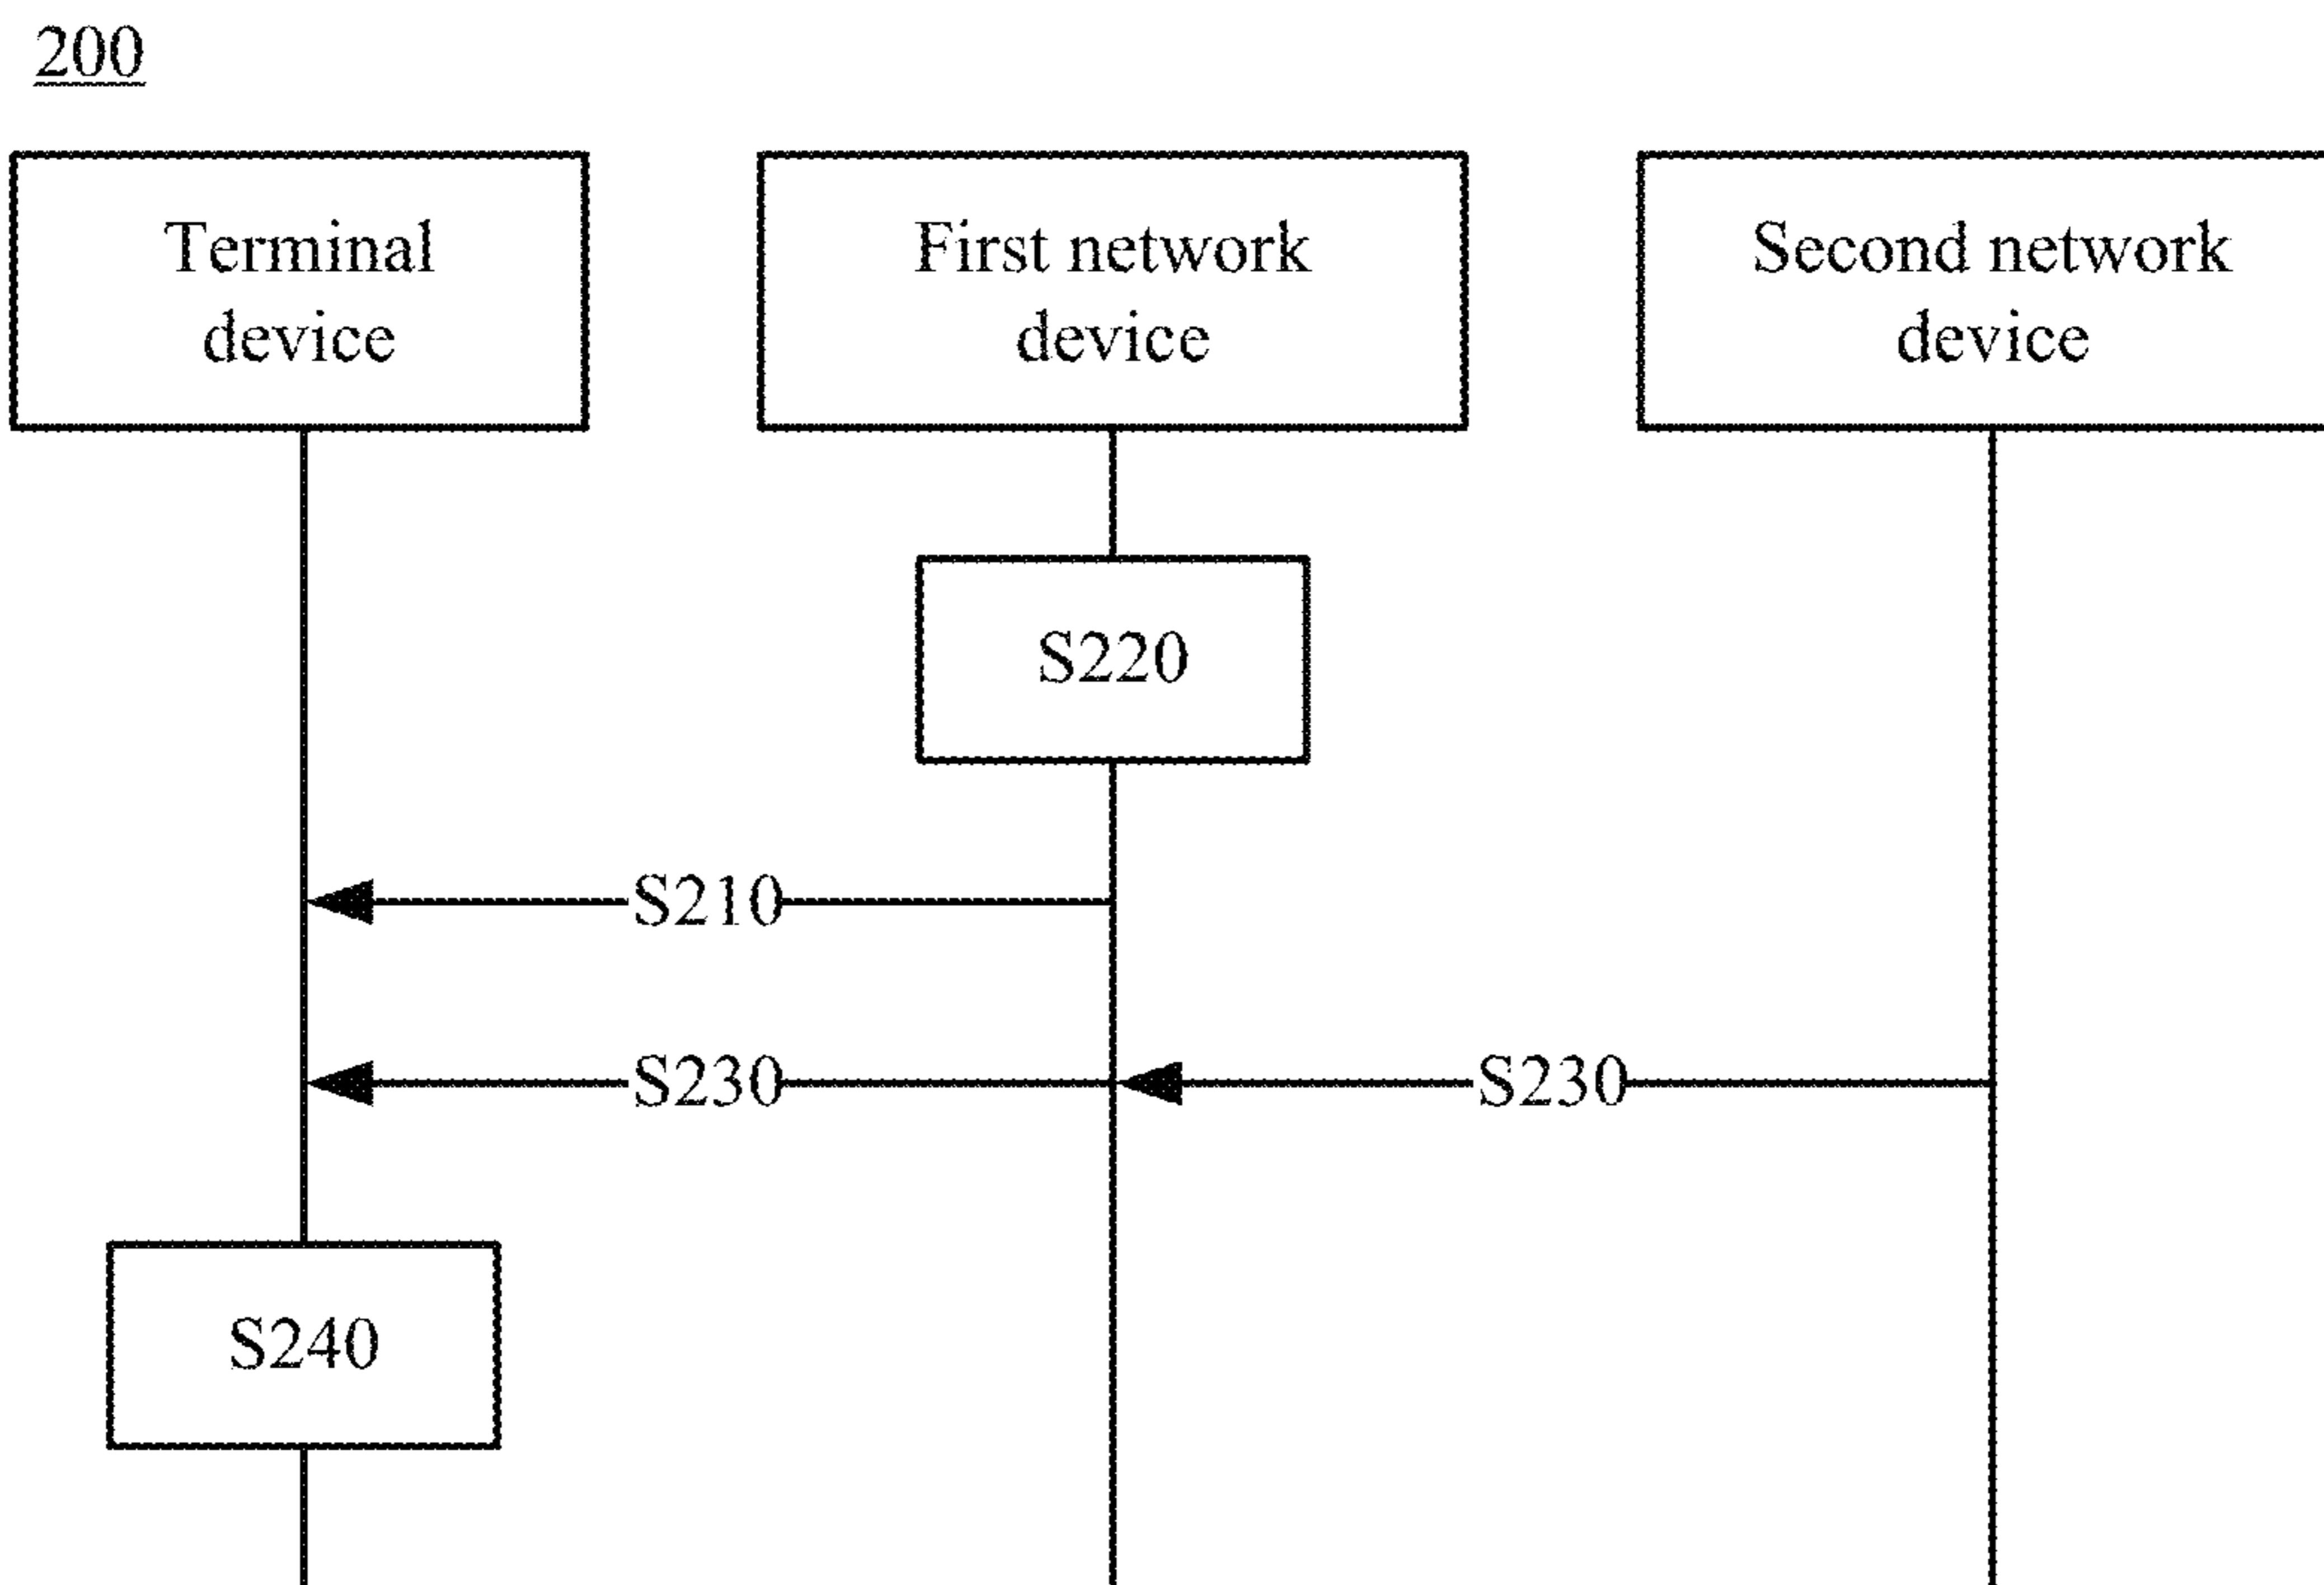 200
Terminal
device
First network
device
Second network
device
S220
S210
S230
S230
S240